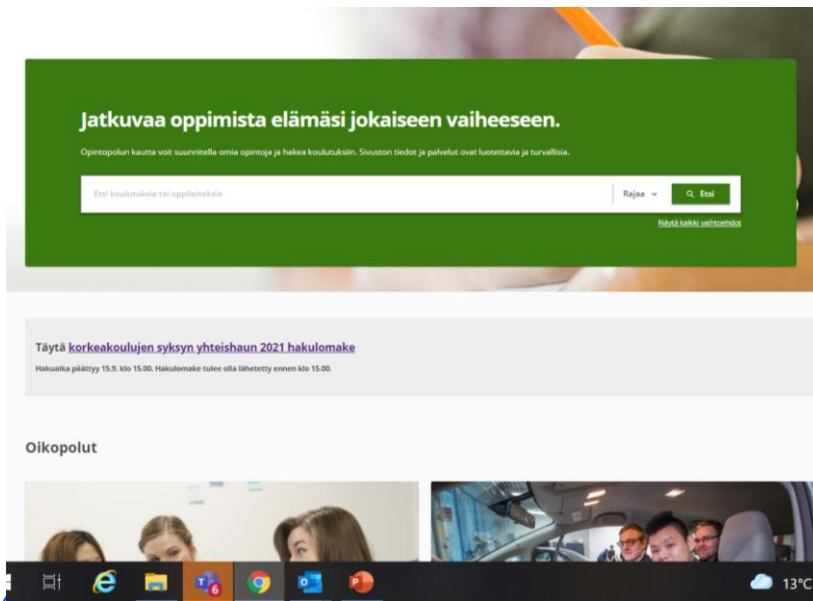 Jatkuvaa oppimista elämäsi jokaiseen vaiheeseen.
Opintopolun kautta voit suunnitella omia opintoja ja hakea koulutuksiin. Sivuston tiedot ja palvelut ovat luotettavia ja turvallisia.
Etsi koulutuksia tai oppilaitoksia
Rajaa
Etsi
Näytä kaikki vaihtoehdot
Täytä korkeakoulujen syksyn yhteishaun 2021 hakulomake
Hakuaika päättyy 15.9. klo 15.00. Hakulomake tulee olla lähetetty ennen klo 15.00.
Oikopolut
6
13°C